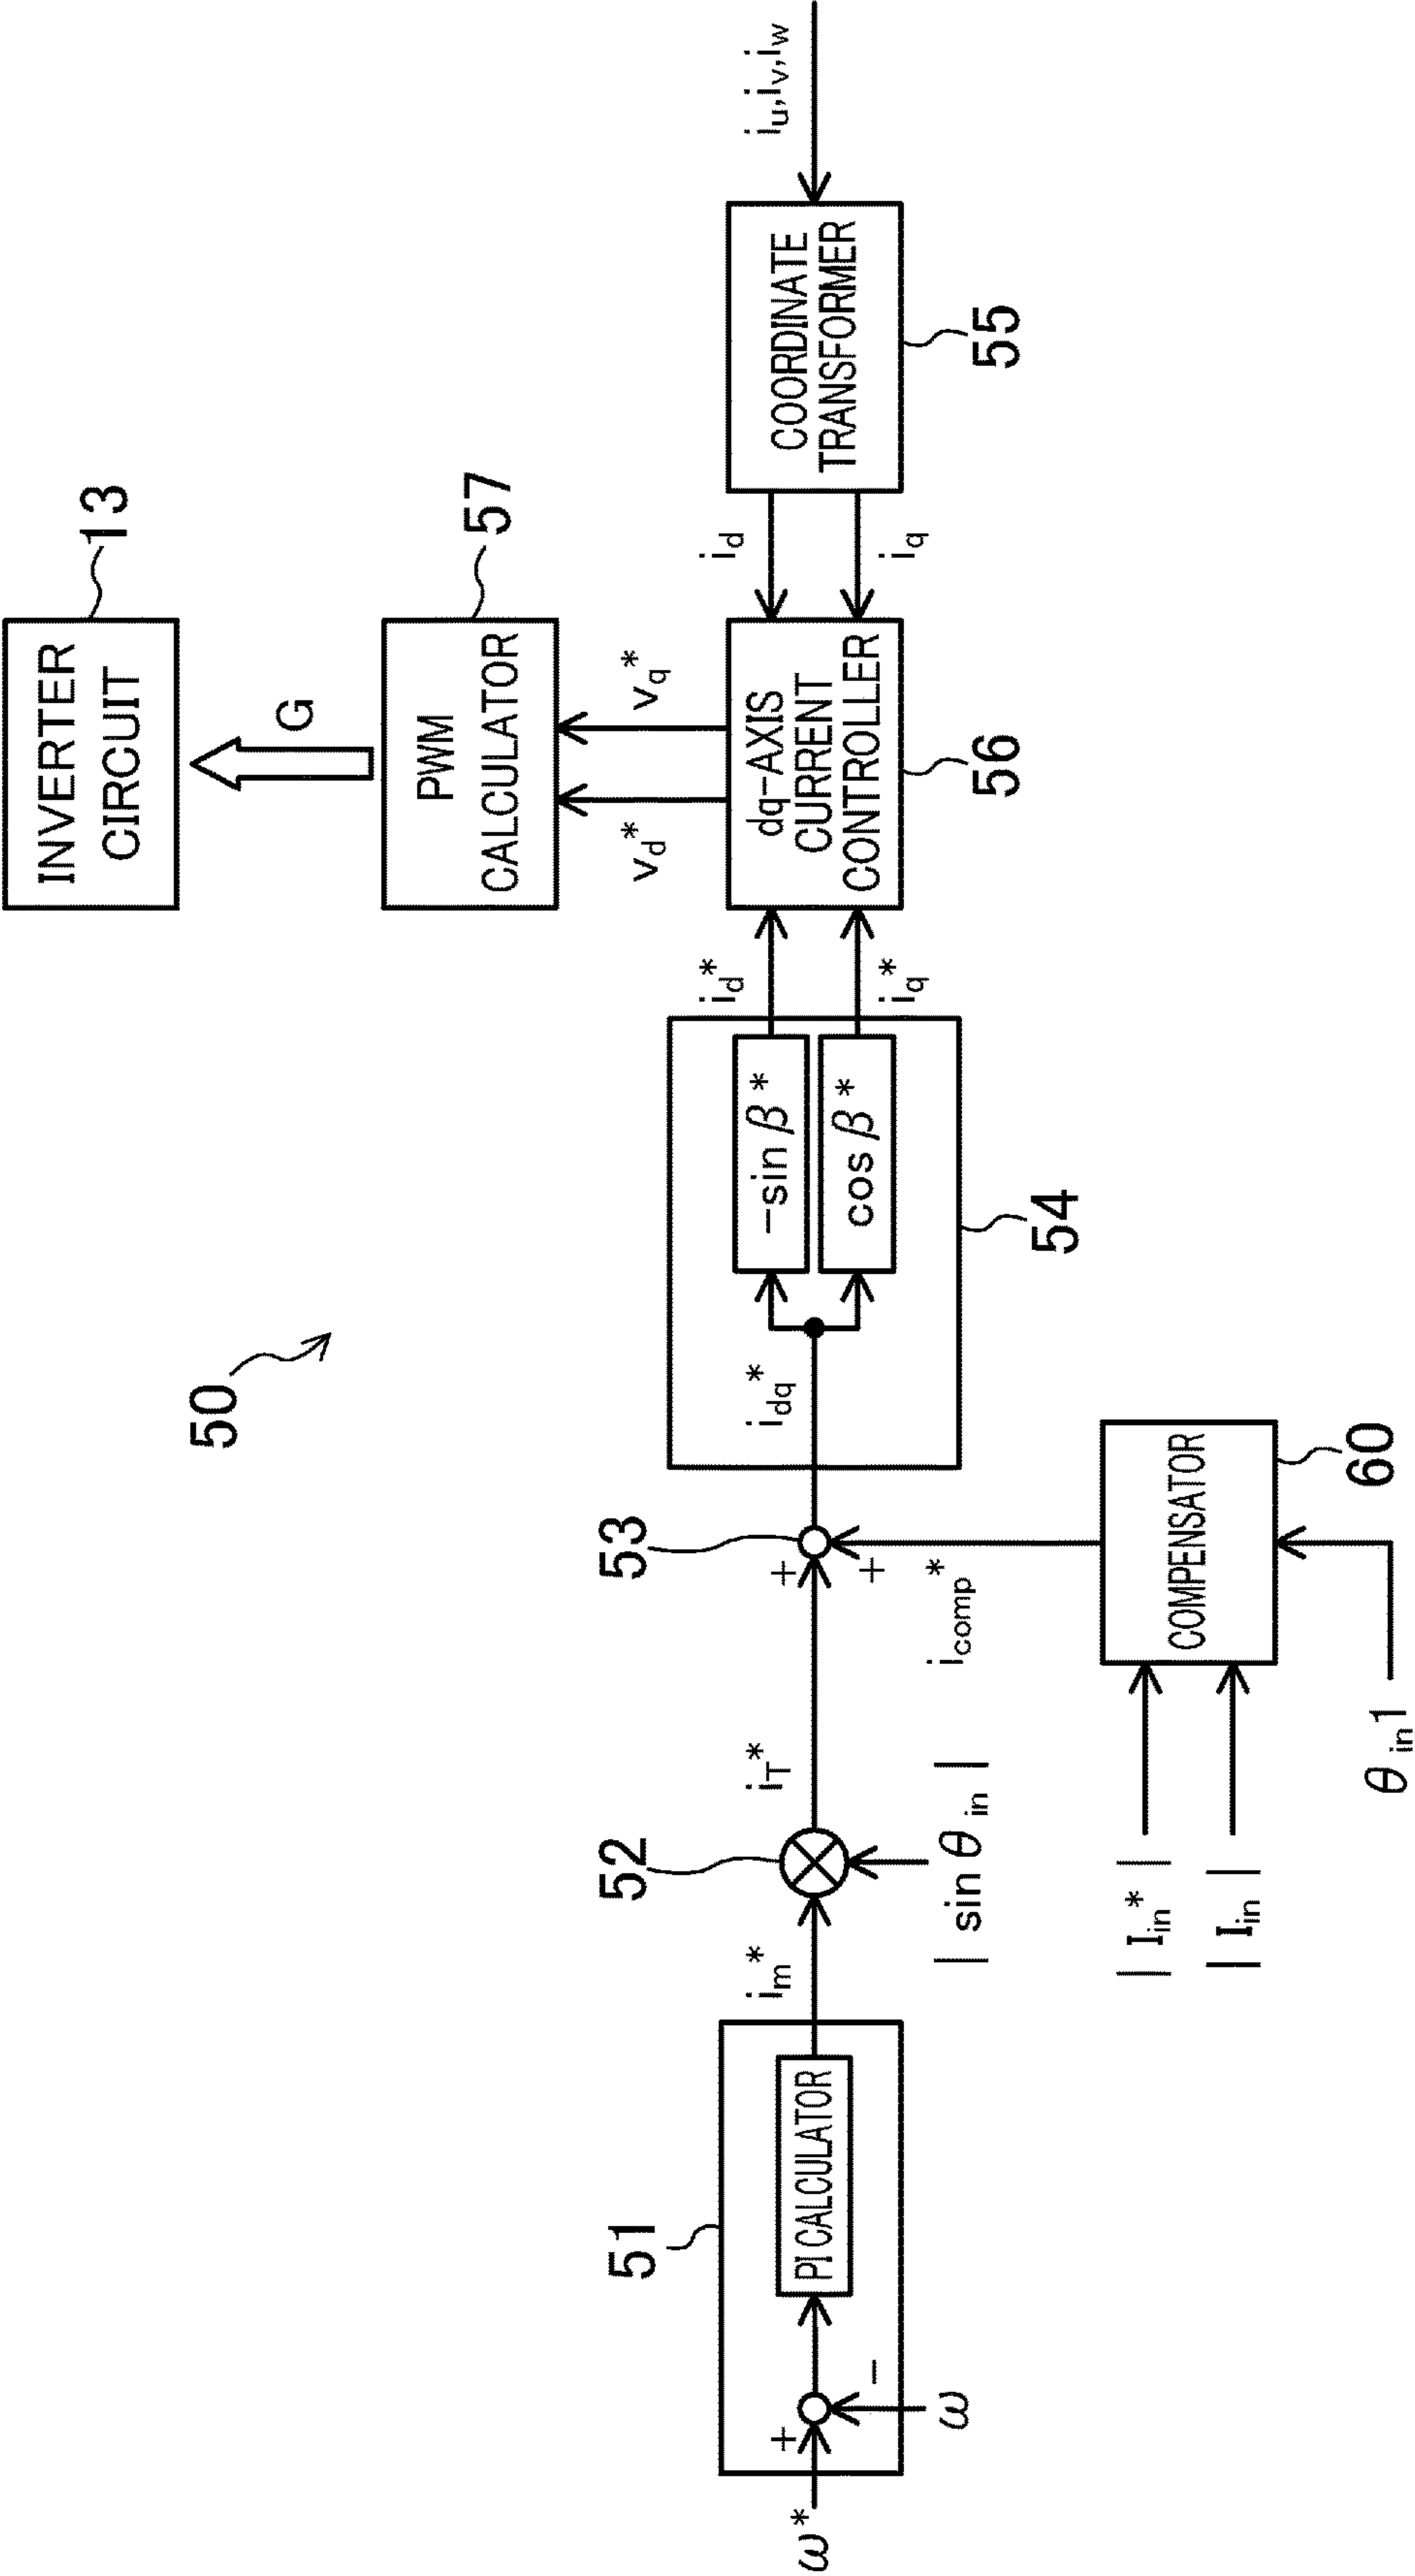 50
INVERTER
CIRCUIT
13
G
PWM
CALCULATOR
57
v_d*
v_q*
ω*
+
−
ω
PI CALCULATOR
51
i_m*
52
| sin θ_in |
i_T*
53
+
+
i_comp*
i_dq*
−sin β*
cos β*
54
i_d*
i_q*
dq-AXIS
CURRENT
CONTROLLER
56
i_d
i_q
COORDINATE
TRANSFORMER
55
i_u,i_v,i_w
| I_in* |
| I_in |
COMPENSATOR
60
θ_in1